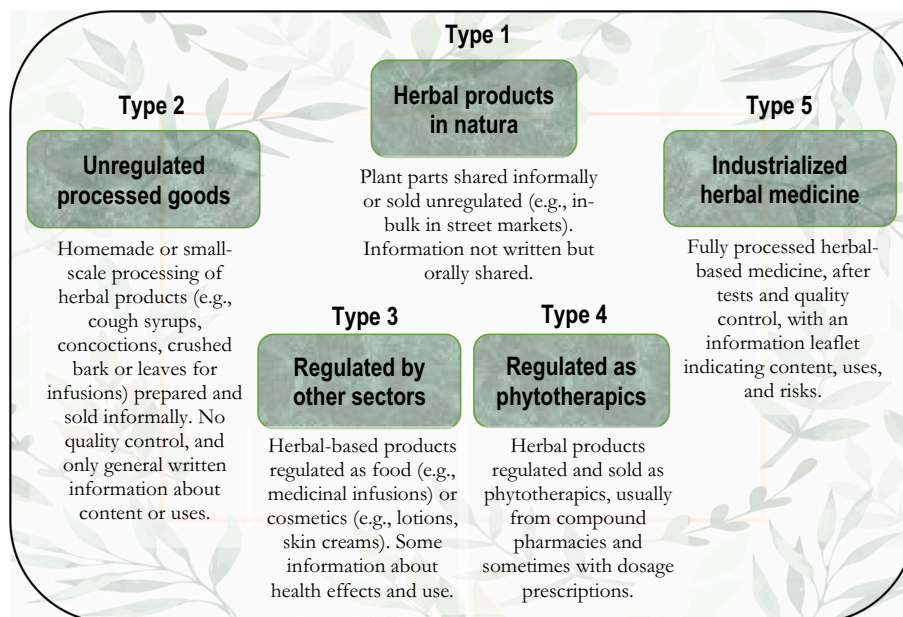 Type 1
Herbal products
in natura
Plant parts shared informally
or sold unregulated (e.g., in-
bulk in street markets).
Information not written but
orally shared.
Type 2
Unregulated
processed goods
Homemade or small-
scale processing of
herbal products (e.g.,
cough syrups,
concoctions, crushed
bark or leaves for
infusions) prepared and
sold informally. No
quality control, and
only general written
information about
content or uses.
Type 3
Regulated by
other sectors
Herbal-based products
regulated as food (e.g.,
medicinal infusions) or
cosmetics (e.g., lotions,
skin creams). Some
information about
health effects and use.
Type 4
Regulated as
phytotherapics
Herbal products
regulated and sold as
phytotherapics, usually
from compound
pharmacies and
sometimes with dosage
prescriptions.
Type 5
Industrialized
herbal medicine
Fully processed herbal-
based medicine, after
tests and quality
control, with an
information leaflet
indicating content, uses,
and risks.